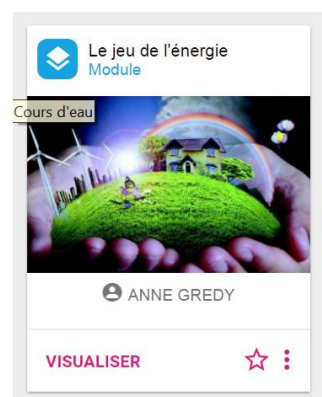 Le jeu de l'énergie
Module
Cours d'eau
ANNE GREDY
VISUALISER